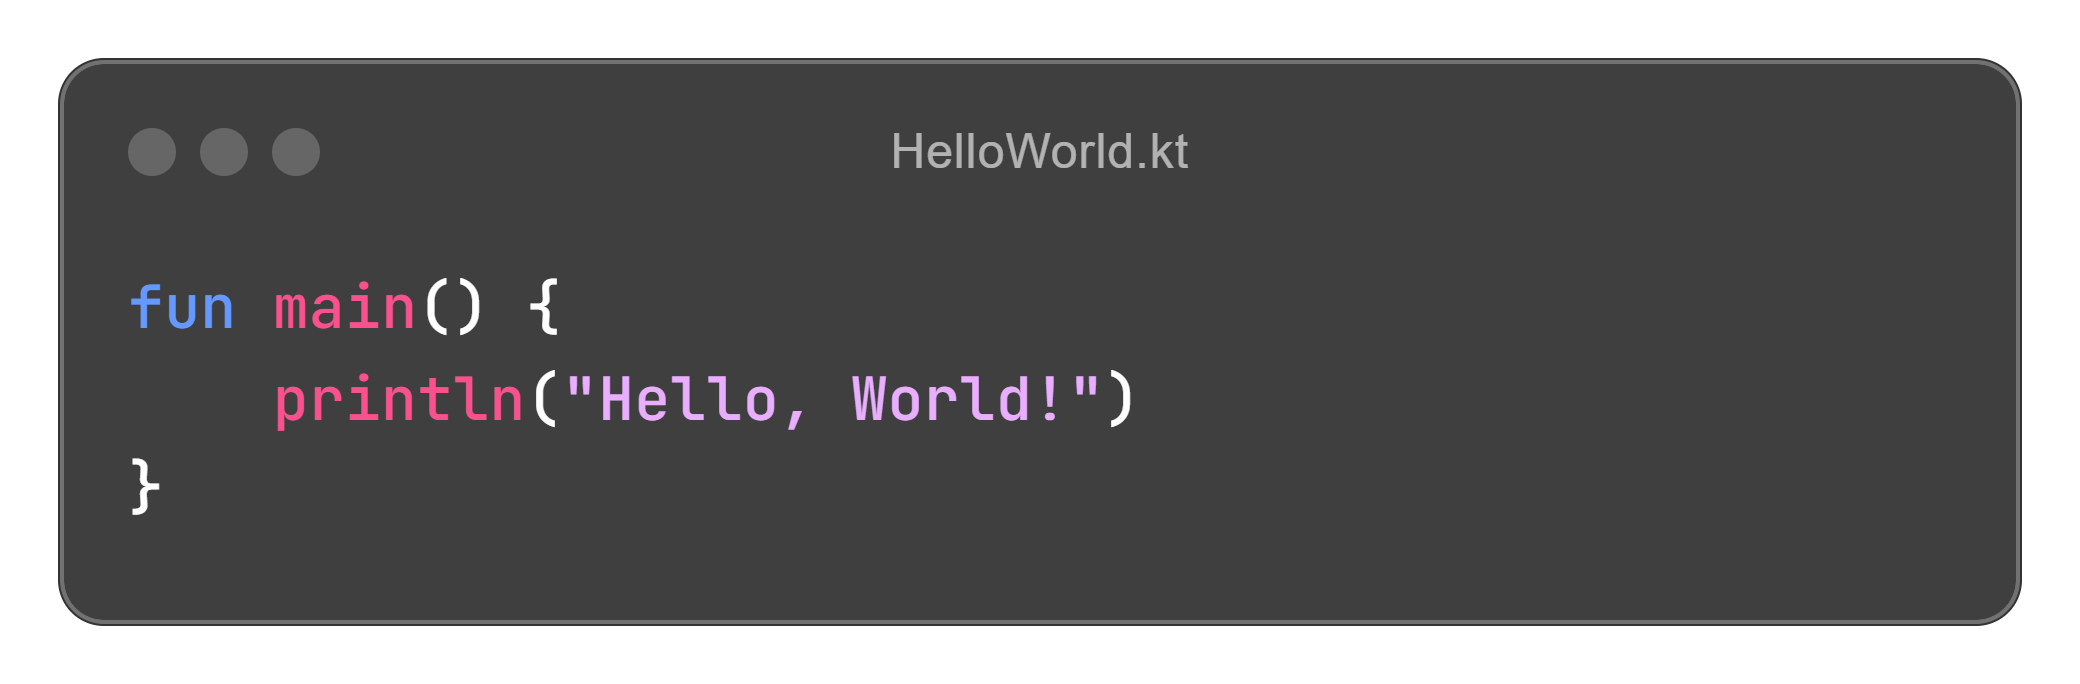 HelloWorld.kt
fun main() {
    println("Hello, World!")
}